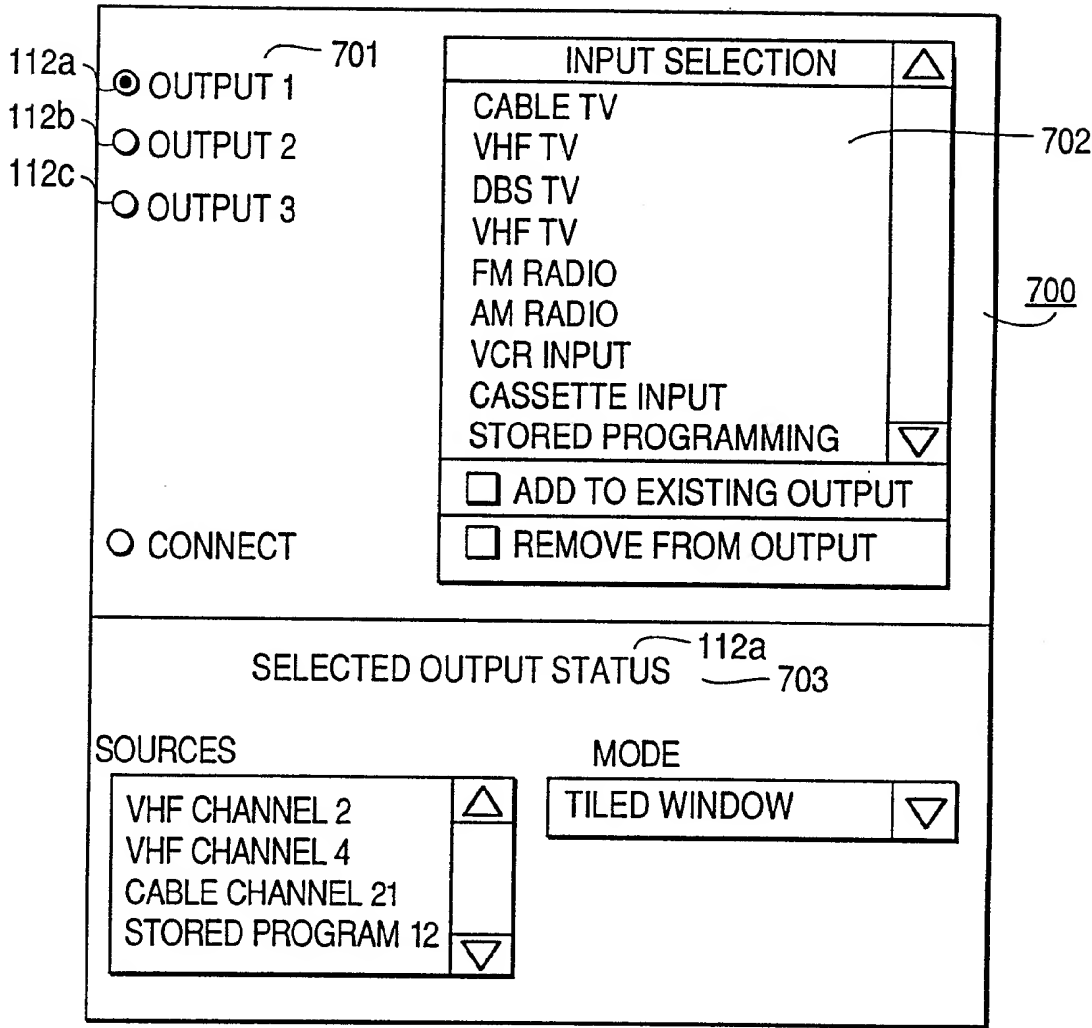 701
112a
OUTPUT 1
112b
OUTPUT 2
112c
OUTPUT 3
INPUT SELECTION
CABLE TV
VHF TV
702
DBS TV
VHF TV
FM RADIO
AM RADIO
VCR INPUT
CASSETTE INPUT
STORED PROGRAMMING
700
ADD TO EXISTING OUTPUT
CONNECT
REMOVE FROM OUTPUT
112a
SELECTED OUTPUT STATUS
703
SOURCES
VHF CHANNEL 2
VHF CHANNEL 4
CABLE CHANNEL 21
STORED PROGRAM 12
MODE
TILED WINDOW